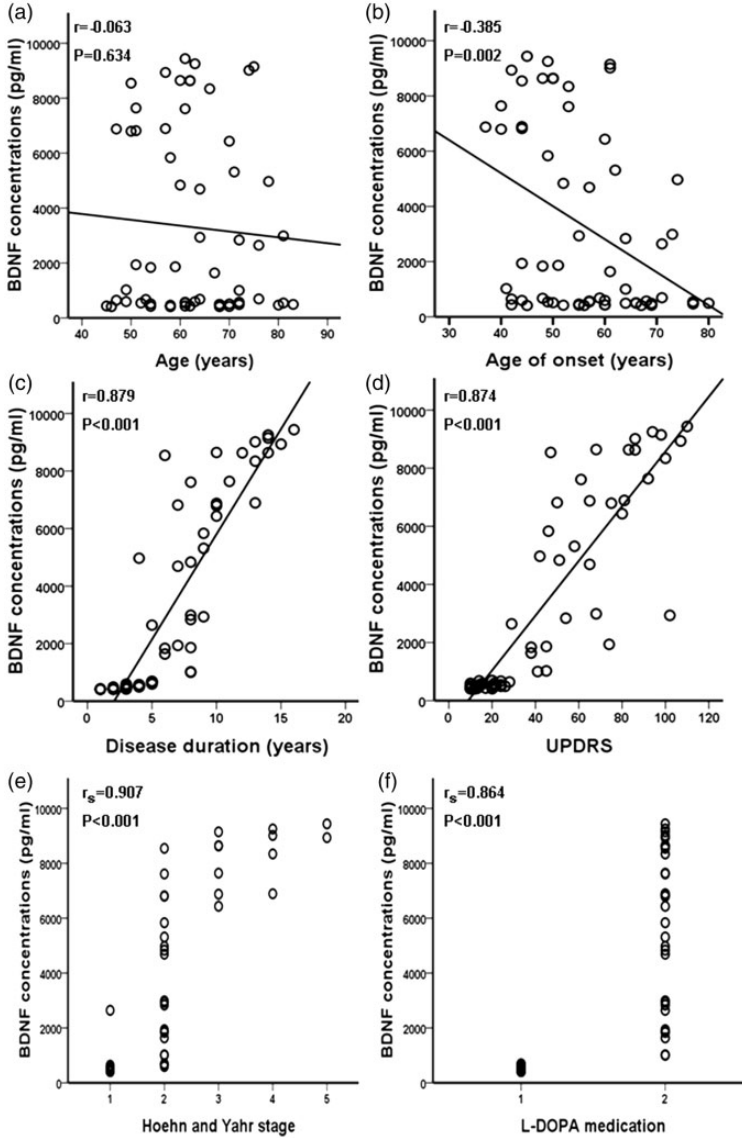 (a)
r=-0.063
P=0.634
BDNF concentrations (pg/ml)
10000
8000
6000
4000
2000
0
40 50 60 70 80 90
Age (years)
(b)
r=-0.385
P=0.002
BDNF concentrations (pg/ml)
10000
8000
6000
4000
2000
0
30 40 50 60 70 80
Age of onset (years)
(c)
r=0.879
P<0.001
BDNF concentrations (pg/ml)
10000
8000
6000
4000
2000
0
0 5 10 15 20
Disease duration (years)
(d)
r=0.874
P<0.001
BDNF concentrations (pg/ml)
10000
8000
6000
4000
2000
0
0 20 40 60 80 100 120
UPDRS
(e)
rs=0.907
P<0.001
BDNF concentrations (pg/ml)
10000
8000
6000
4000
2000
0
1 2 3 4 5
Hoehn and Yahr stage
(f)
rs=0.864
P<0.001
BDNF concentrations (pg/ml)
10000
8000
6000
4000
2000
0
1 2
L-DOPA medication